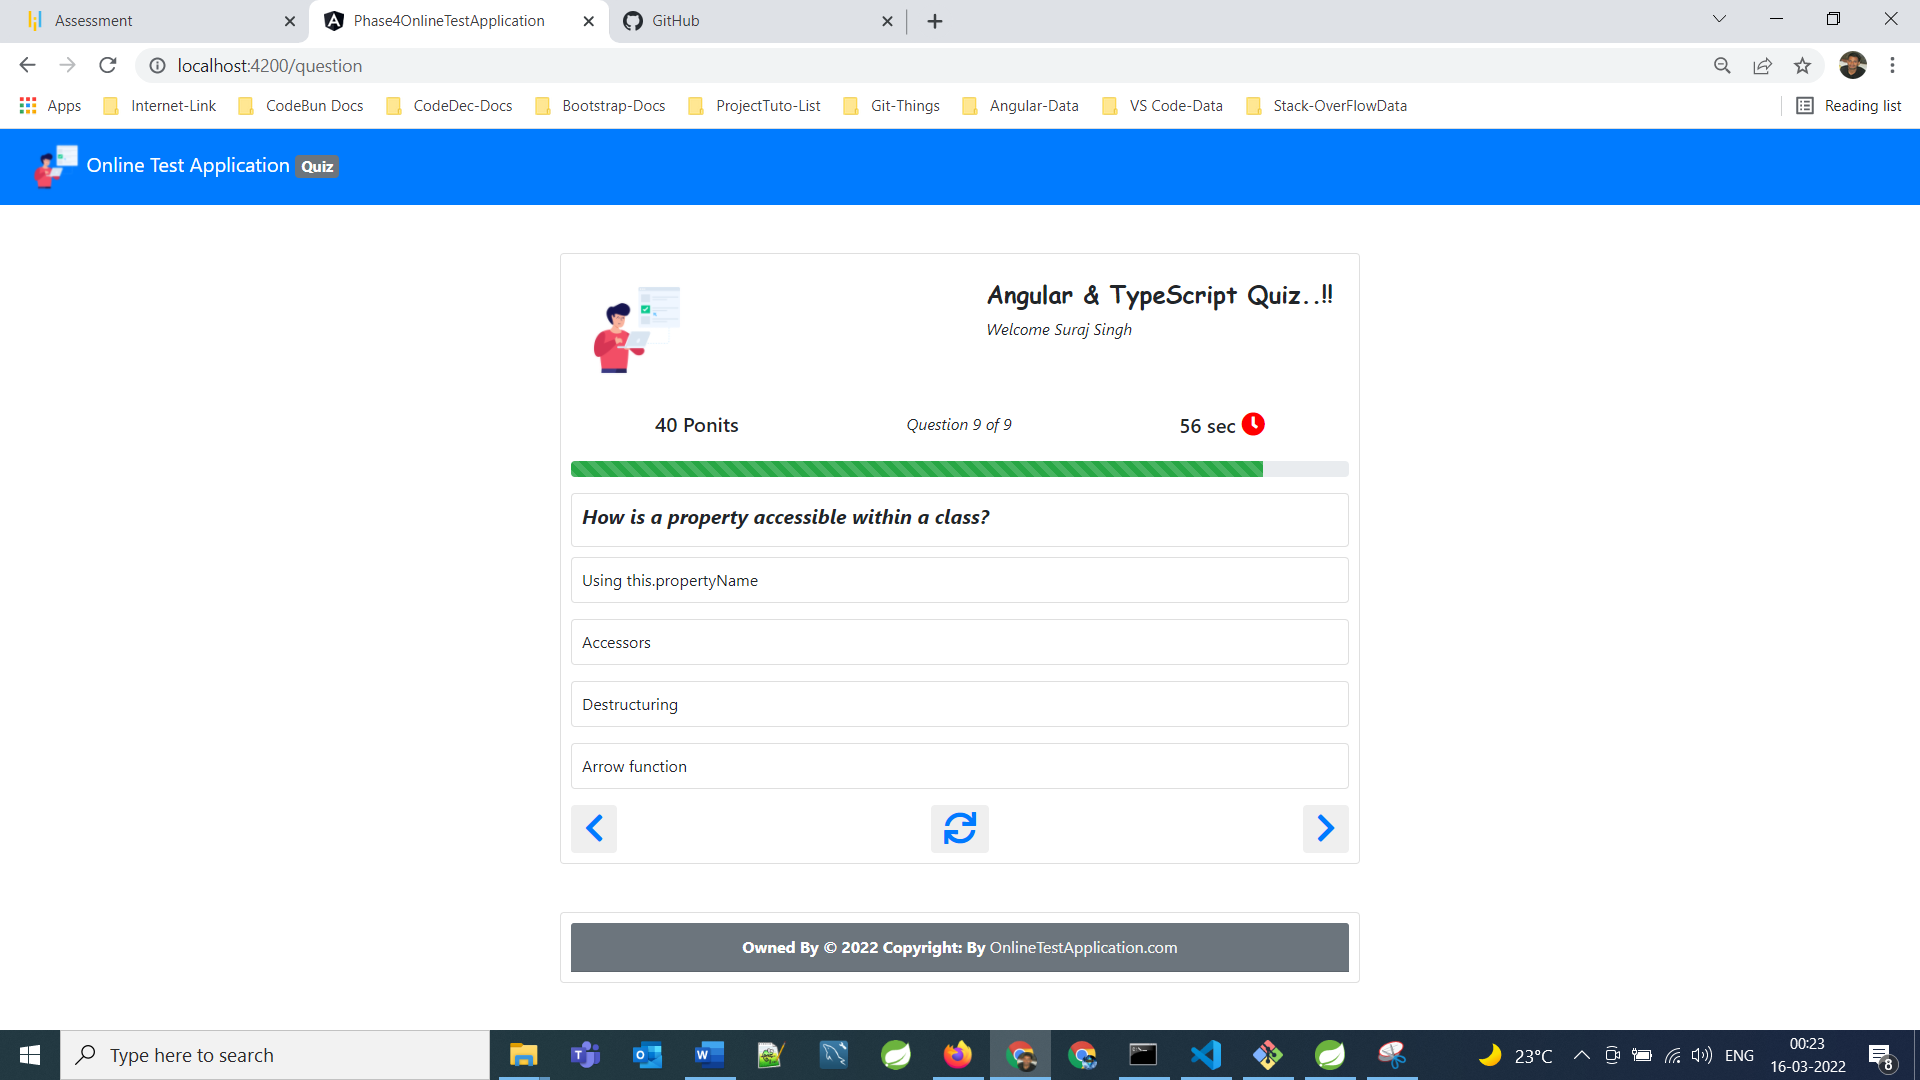 Assessment
Phase4OnlineTestApplication
GitHub
localhost:4200/question
Apps
Internet-Link
CodeBun Docs
CodeDec-Docs
Bootstrap-Docs
ProjectTuto-List
Git-Things
Angular-Data
VS Code-Data
Stack-OverFlowData
Reading list
Online Test Application Quiz
Angular & TypeScript Quiz..!!
Welcome Suraj Singh
40 Ponits
Question 9 of 9
56 sec
How is a property accessible within a class?
Using this.propertyName
Accessors
Destructuring
Arrow function
Owned By © 2022 Copyright: By OnlineTestApplication.com
Type here to search
23°C
ENG
00:23
16-03-2022
8